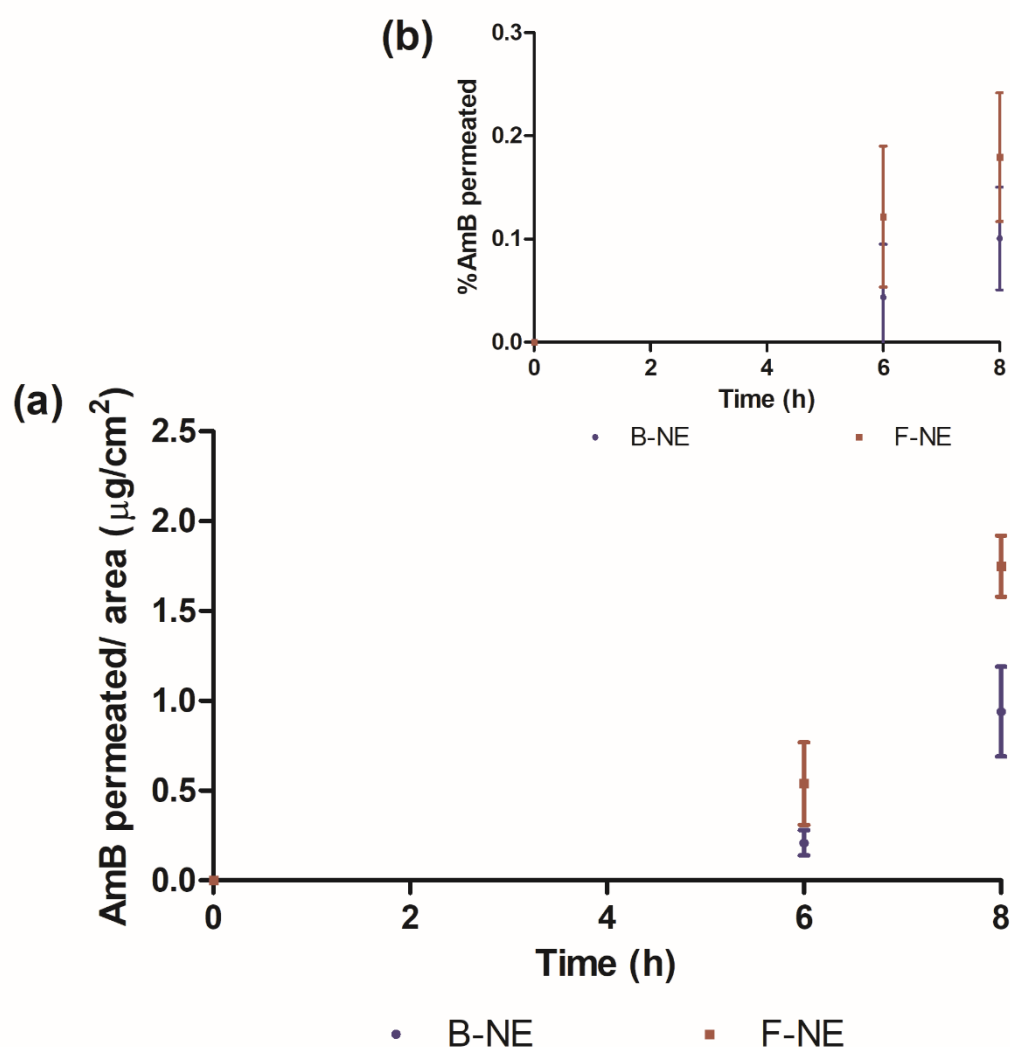 (b)
%AmB permeated
0.3
0.2
0.1
0.0
0 2 4 6 8
Time (h)
B-NE F-NE
(a)
AmB permeated/ area (μg/cm²)
2.5
2.0
1.5
1.0
0.5
0.0
0 2 4 6 8
Time (h)
B-NE F-NE